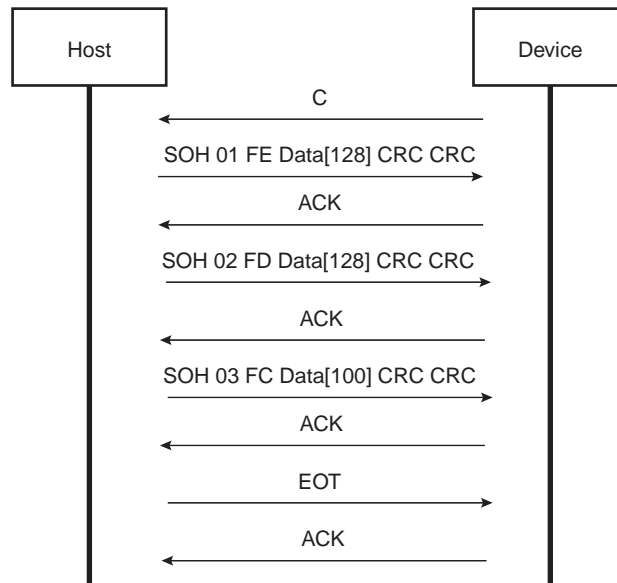 Host
Device
C
SOH 01 FE Data[128] CRC CRC
ACK
SOH 02 FD Data[128] CRC CRC
ACK
SOH 03 FC Data[100] CRC CRC
ACK
EOT
ACK